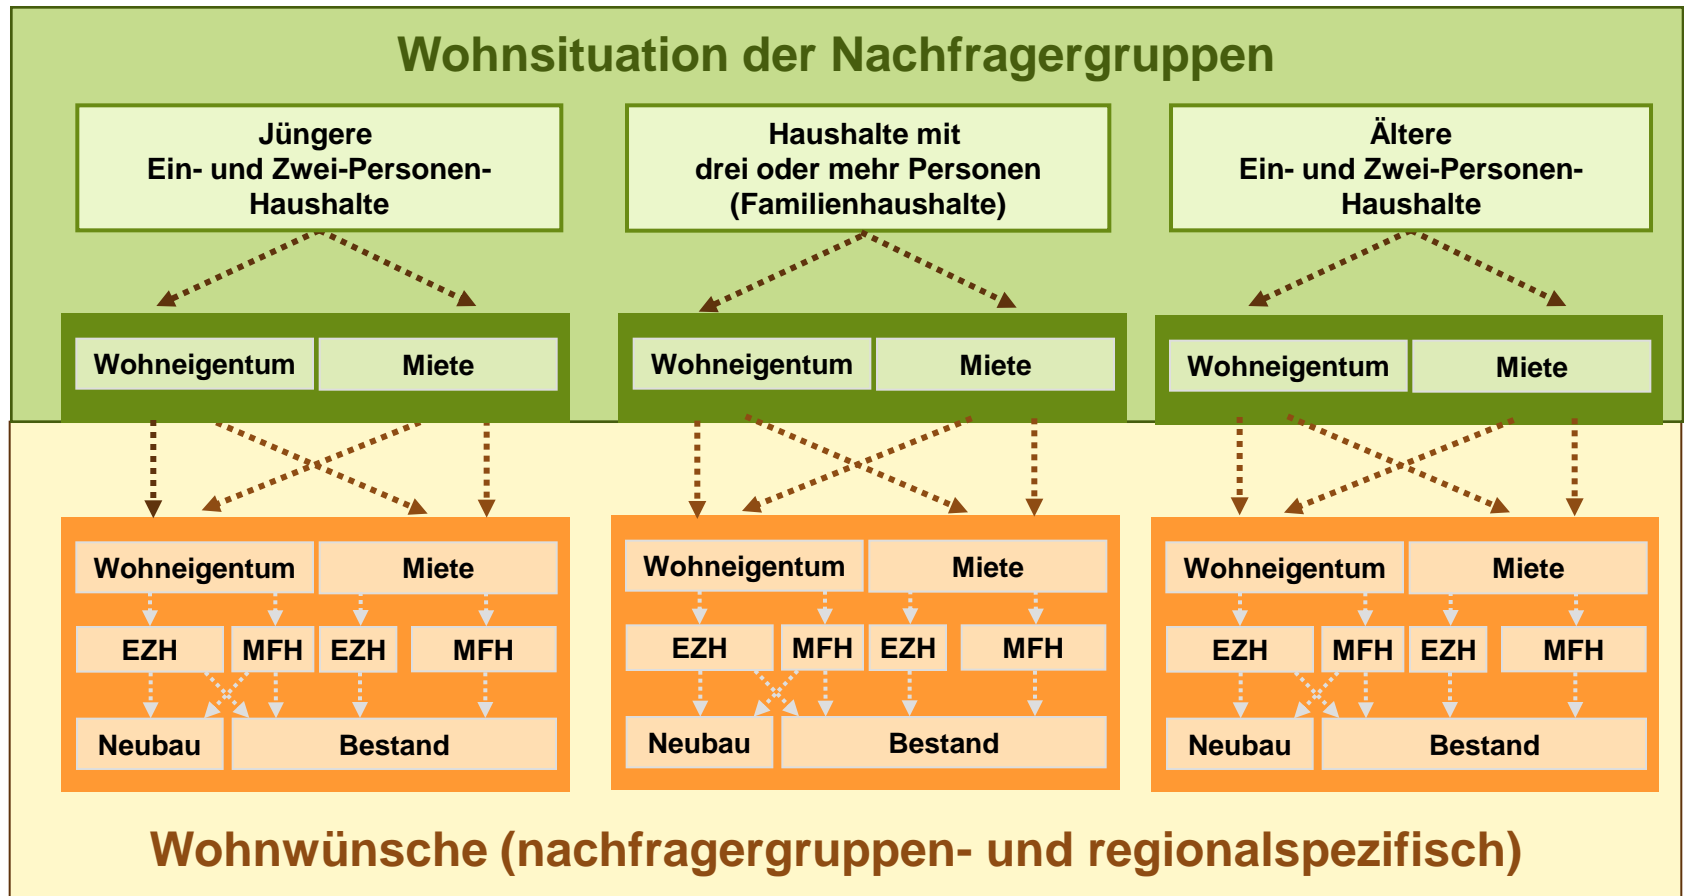 Wohnsituation der Nachfragergruppen
Jüngere
Ein- und Zwei-Personen-
Haushalte
Haushalte mit
drei oder mehr Personen
(Familienhaushalte)
Ältere
Ein- und Zwei-Personen-
Haushalte
Wohneigentum
Miete
Wohneigentum
Miete
Wohneigentum
Miete
Wohneigentum
Miete
EZH
MFH
EZH
MFH
Neubau
Bestand
Wohneigentum
Miete
EZH
MFH
EZH
MFH
Neubau
Bestand
Wohneigentum
Miete
EZH
MFH
EZH
MFH
Neubau
Bestand
Wohnwünsche (nachfragergruppen- und regionalspezifisch)